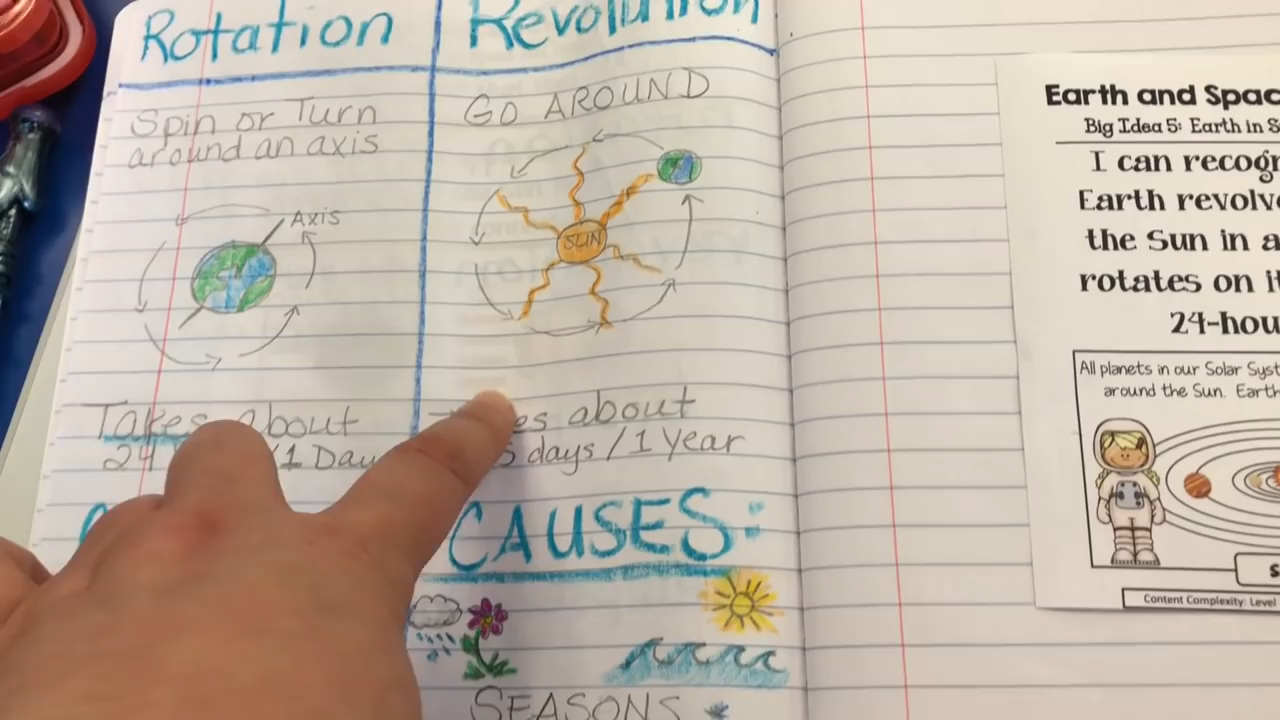 Rotation
Revolution
Spin or Turn
around an axis
Axis
GO AROUND
SUN
Takes About
24 /1 Day
es about
5 days / 1 Year
CAUSES:
SEASONS
Earth and Spac
Big Idea 5: Earth in S
I can recogn
Earth revolv
the Sun in a
rotates on it
24-hou
All planets in our Solar Syst
around the Sun. Earth
S
Content Complexity: Level